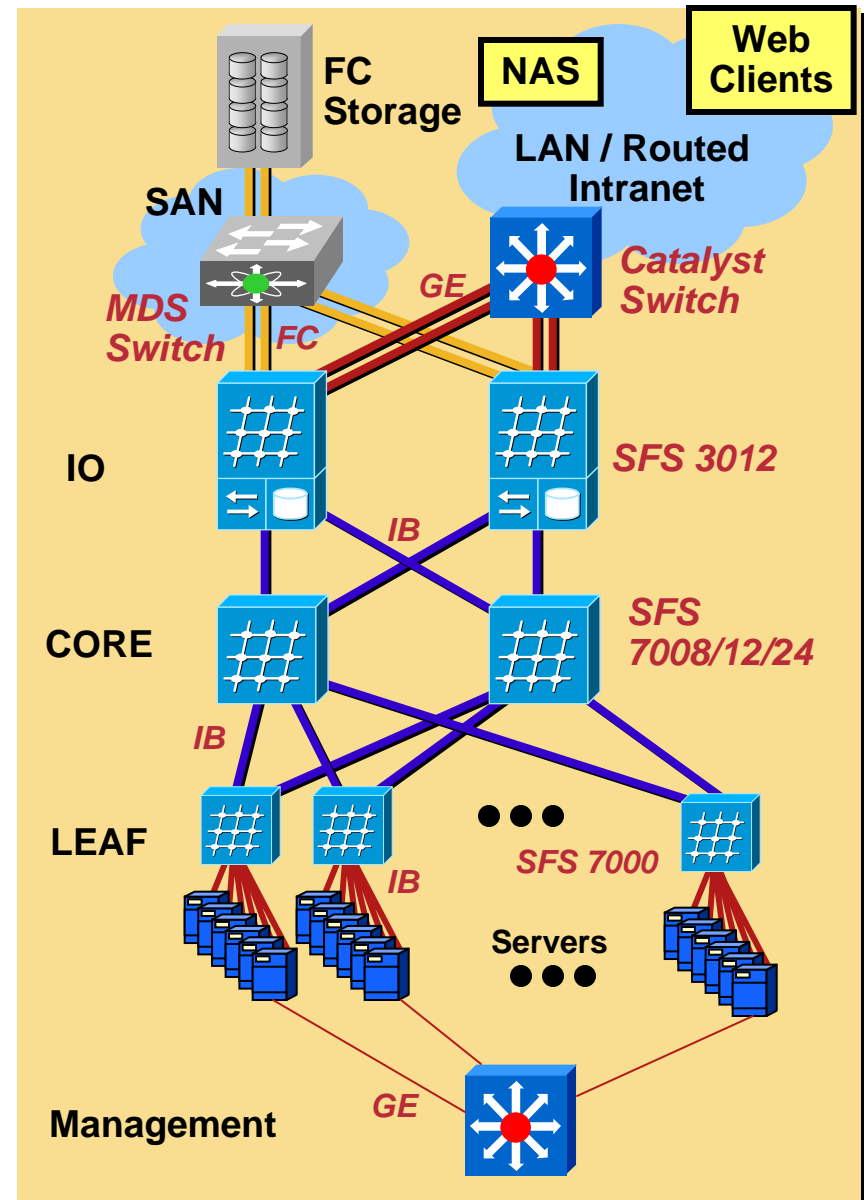 FC
Storage
NAS
Web
Clients
LAN / Routed
Intranet
SAN
MDS
Switch
FC
GE
Catalyst
Switch
IO
SFS 3012
IB
CORE
SFS
7008/12/24
IB
LEAF
SFS 7000
IB
Servers
GE
Management